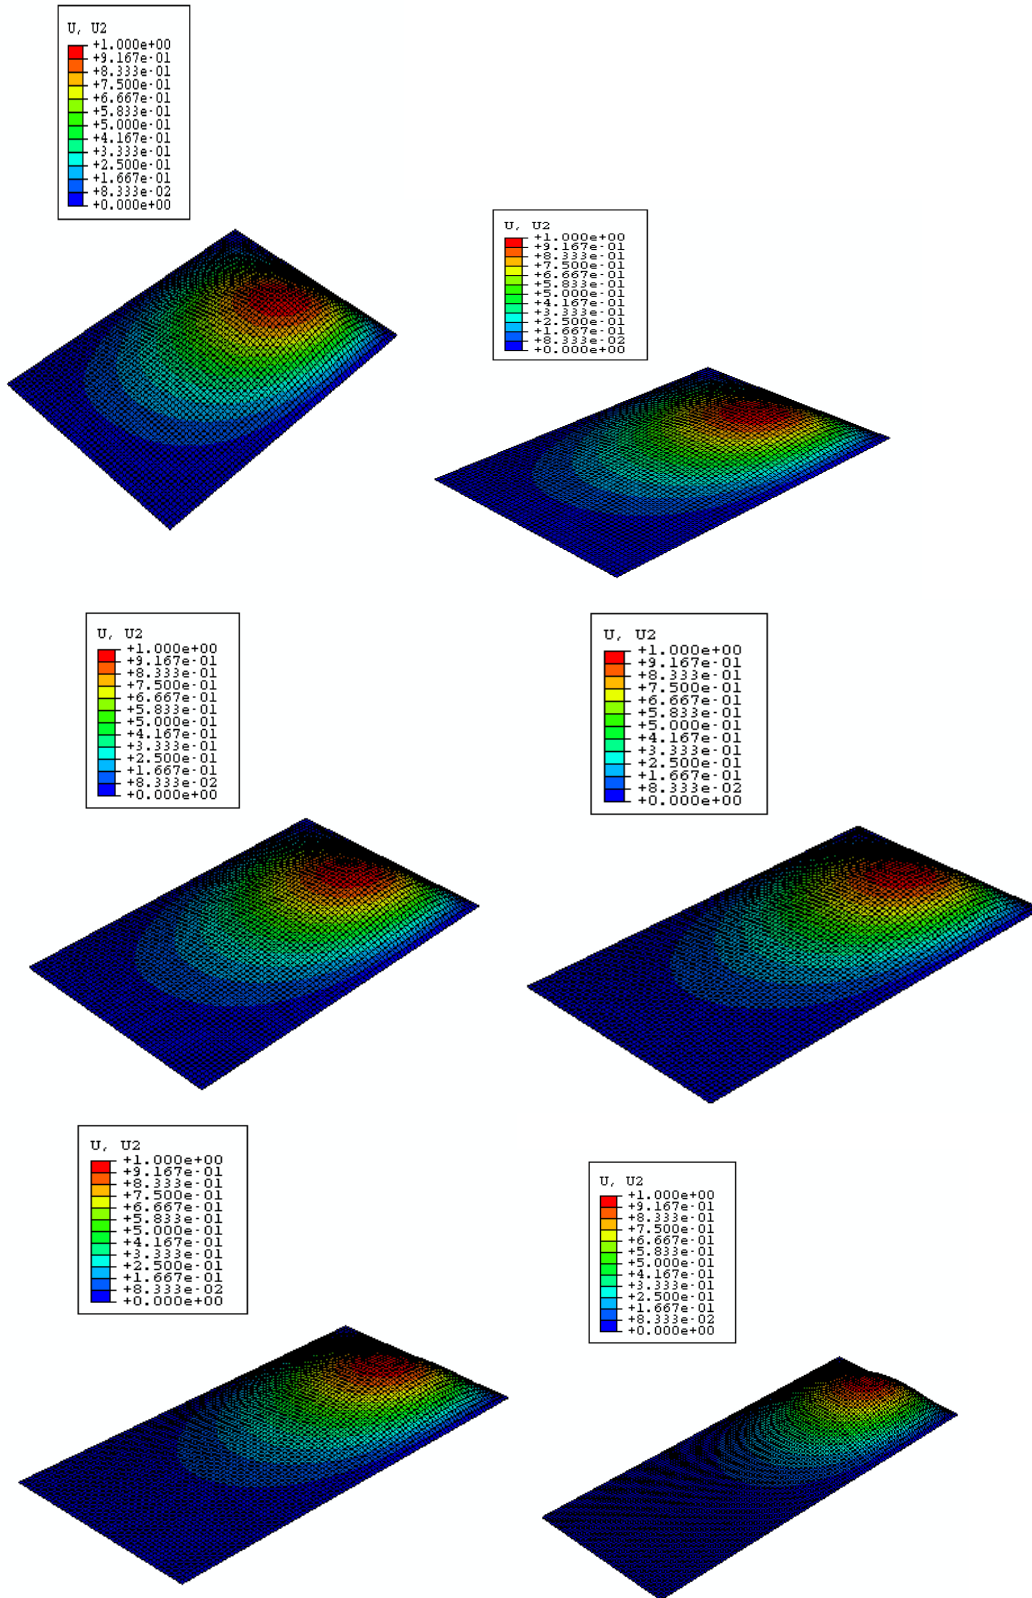 U, U2
+1.000e+00
+9.167e-01
+8.333e-01
+7.500e-01
+6.667e-01
+5.833e-01
+5.000e-01
+4.167e-01
+3.333e-01
+2.500e-01
+1.667e-01
+8.333e-02
+0.000e+00
U, U2
+1.000e+00
+9.167e-01
+8.333e-01
+7.500e-01
+6.667e-01
+5.833e-01
+5.000e-01
+4.167e-01
+3.333e-01
+2.500e-01
+1.667e-01
+8.333e-02
+0.000e+00
U, U2
+1.000e+00
+9.167e-01
+8.333e-01
+7.500e-01
+6.667e-01
+5.833e-01
+5.000e-01
+4.167e-01
+3.333e-01
+2.500e-01
+1.667e-01
+8.333e-02
+0.000e+00
U, U2
+1.000e+00
+9.167e-01
+8.333e-01
+7.500e-01
+6.667e-01
+5.833e-01
+5.000e-01
+4.167e-01
+3.333e-01
+2.500e-01
+1.667e-01
+8.333e-02
+0.000e+00
U, U2
+1.000e+00
+9.167e-01
+8.333e-01
+7.500e-01
+6.667e-01
+5.833e-01
+5.000e-01
+4.167e-01
+3.333e-01
+2.500e-01
+1.667e-01
+8.333e-02
+0.000e+00
U, U2
+1.000e+00
+9.167e-01
+8.333e-01
+7.500e-01
+6.667e-01
+5.833e-01
+5.000e-01
+4.167e-01
+3.333e-01
+2.500e-01
+1.667e-01
+8.333e-02
+0.000e+00